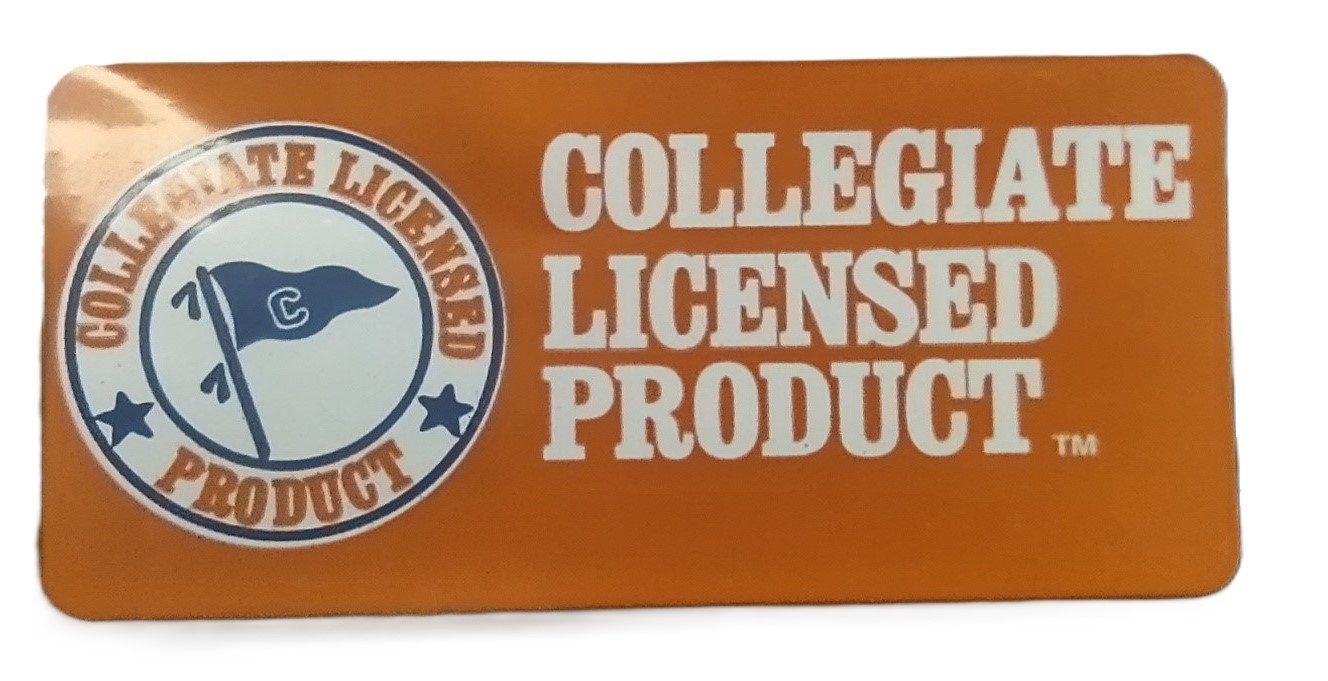 COLLEGIATE LICENSED
PRODUCT
C
COLLEGIATE
LICENSED
PRODUCT TM